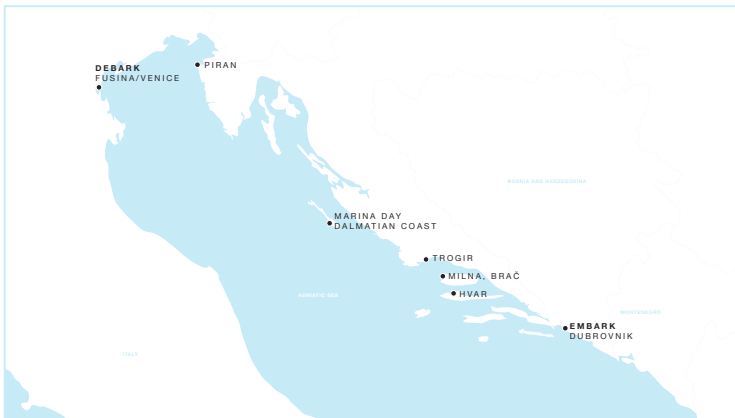 DEBARK
FUSINA/VENICE
PIRAN
BOSNIA AND HERZEGOVINA
MARINA DAY
DALMATIAN COAST
TROGIR
MILNA, BRAČ
HVAR
ADRIATIC SEA
MONTENEGRO
EMBARK
DUBROVNIK
ITALY